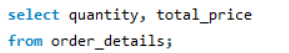 select quantity, total_price
from order_details;